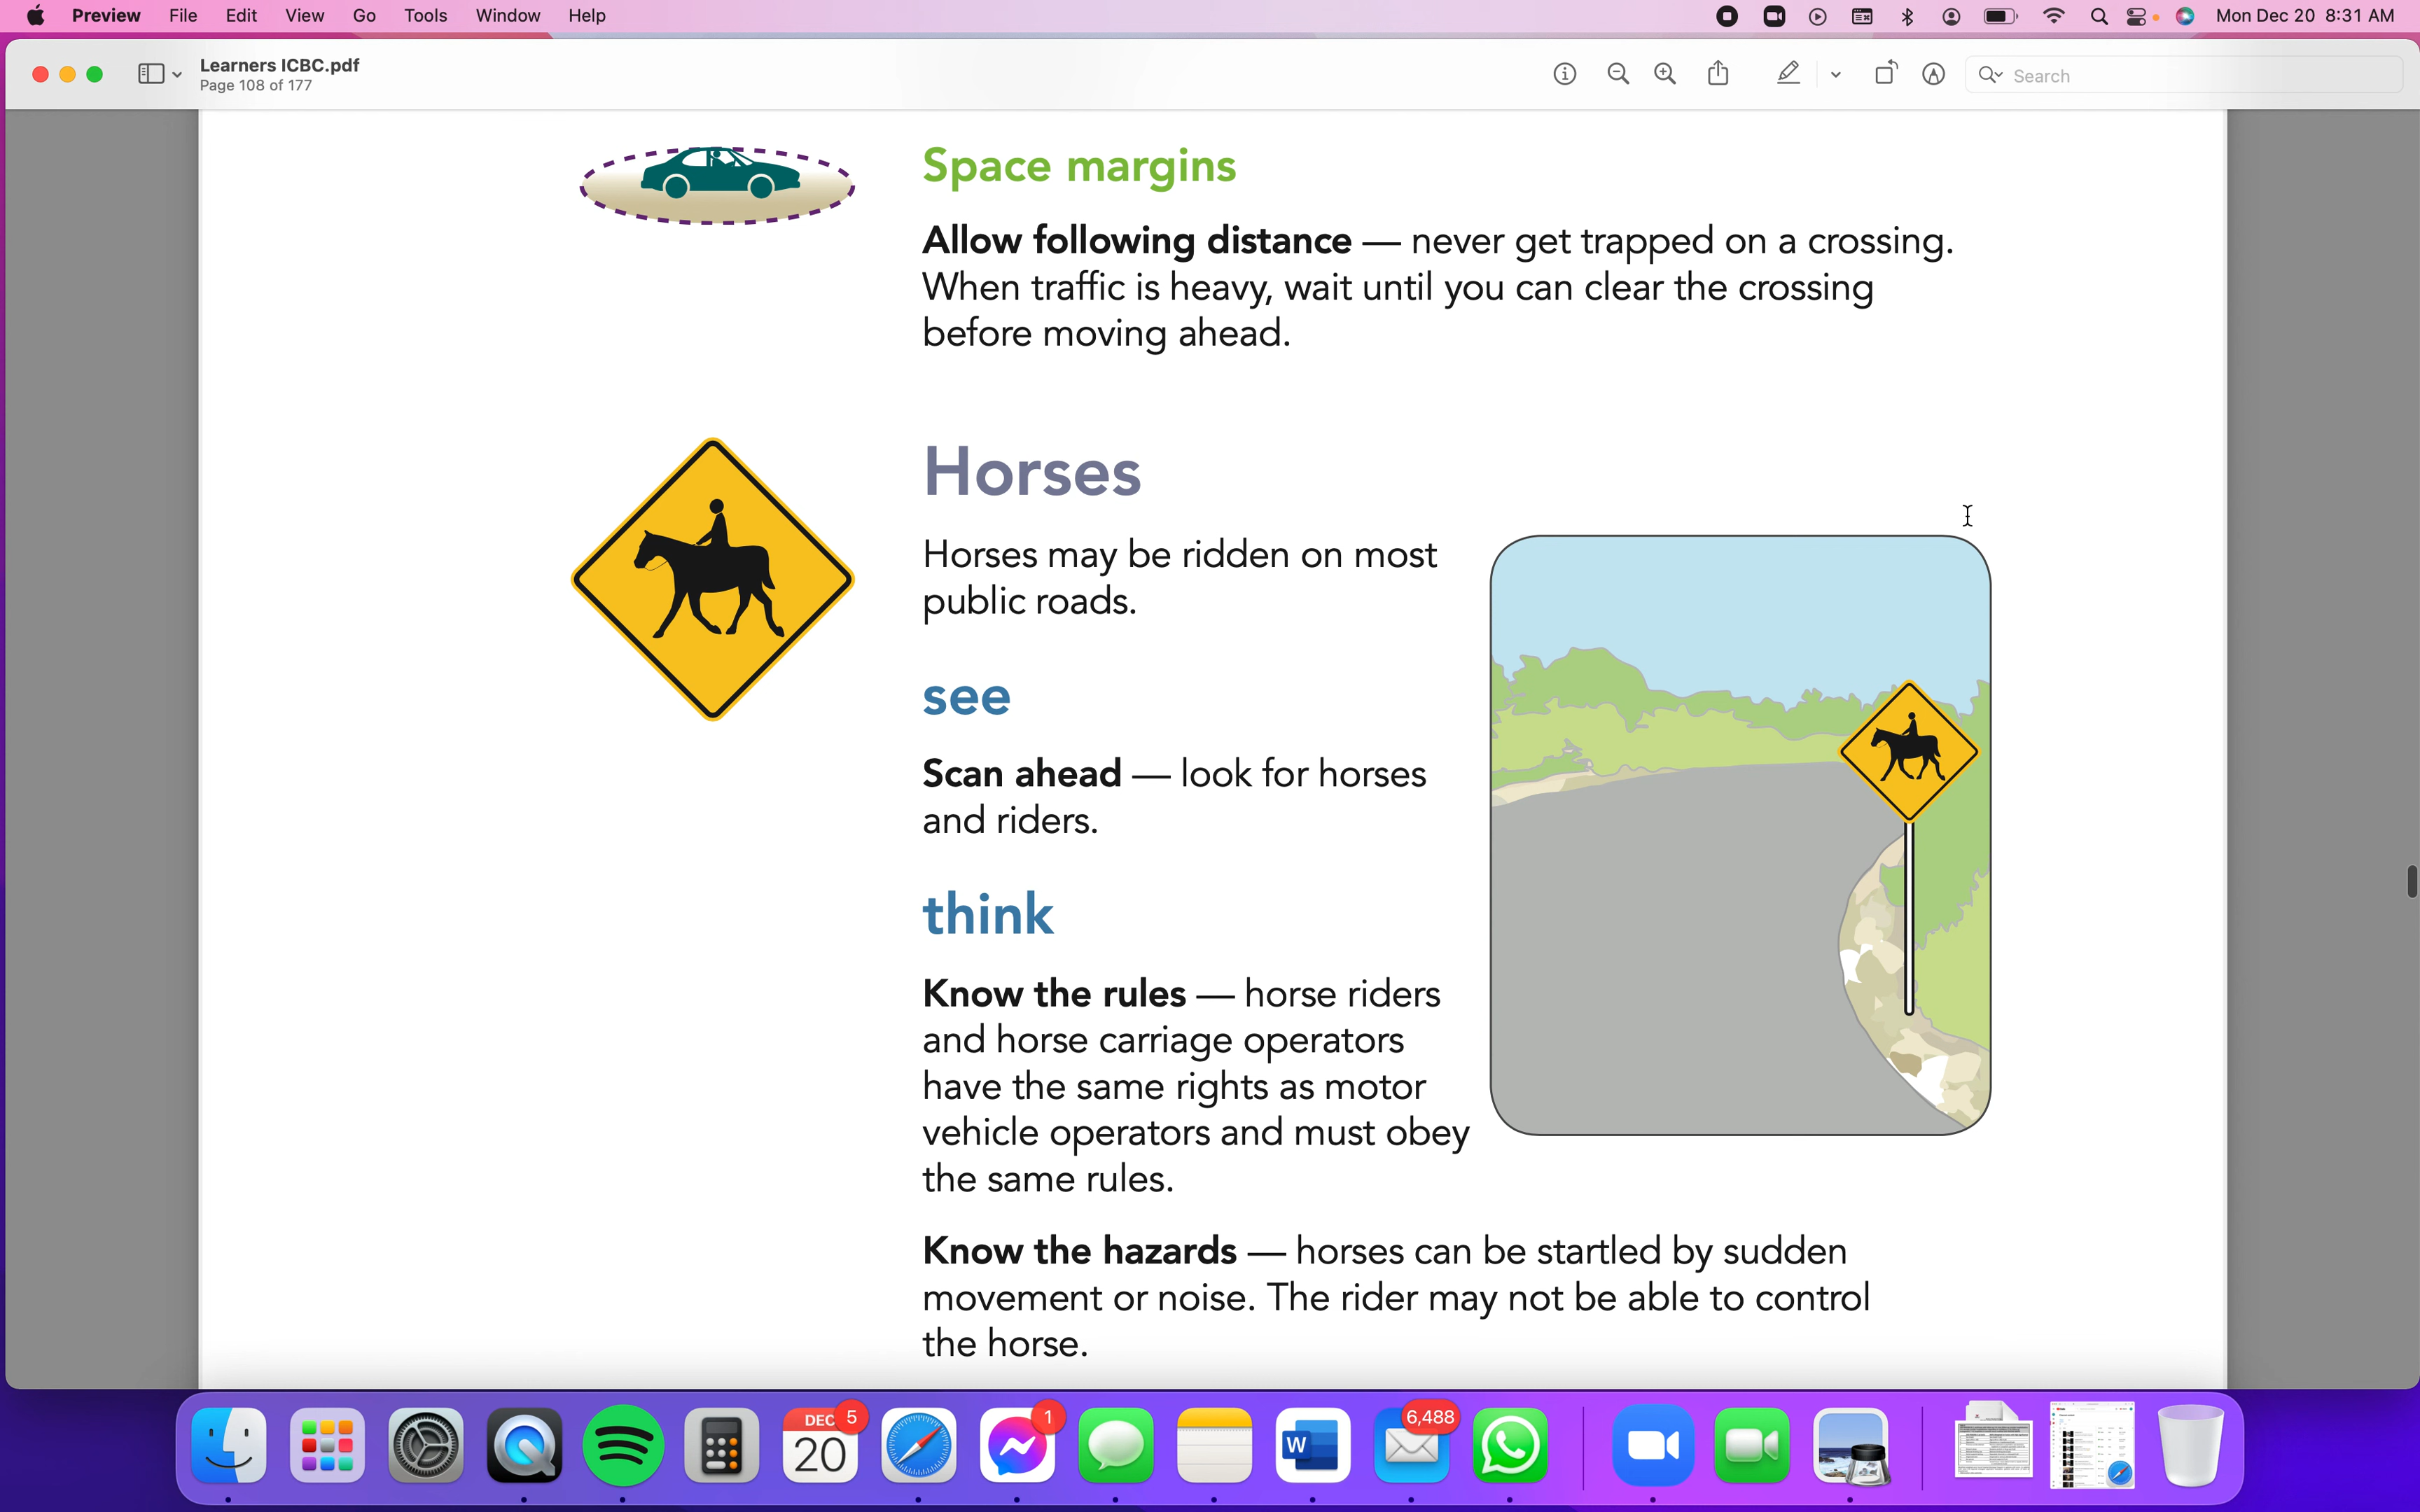 Preview File Edit View Go Tools Window Help Mon Dec 20 8:31 AM
Learners ICBC.pdf
Page 108 of 177
Search
Space margins
Allow following distance — never get trapped on a crossing.
When traffic is heavy, wait until you can clear the crossing
before moving ahead.
Horses
Horses may be ridden on most
public roads.
see
Scan ahead — look for horses
and riders.
think
Know the rules — horse riders
and horse carriage operators
have the same rights as motor
vehicle operators and must obey
the same rules.
Know the hazards — horses can be startled by sudden
movement or noise. The rider may not be able to control
the horse.
DEC 5 1 6,488
20 W